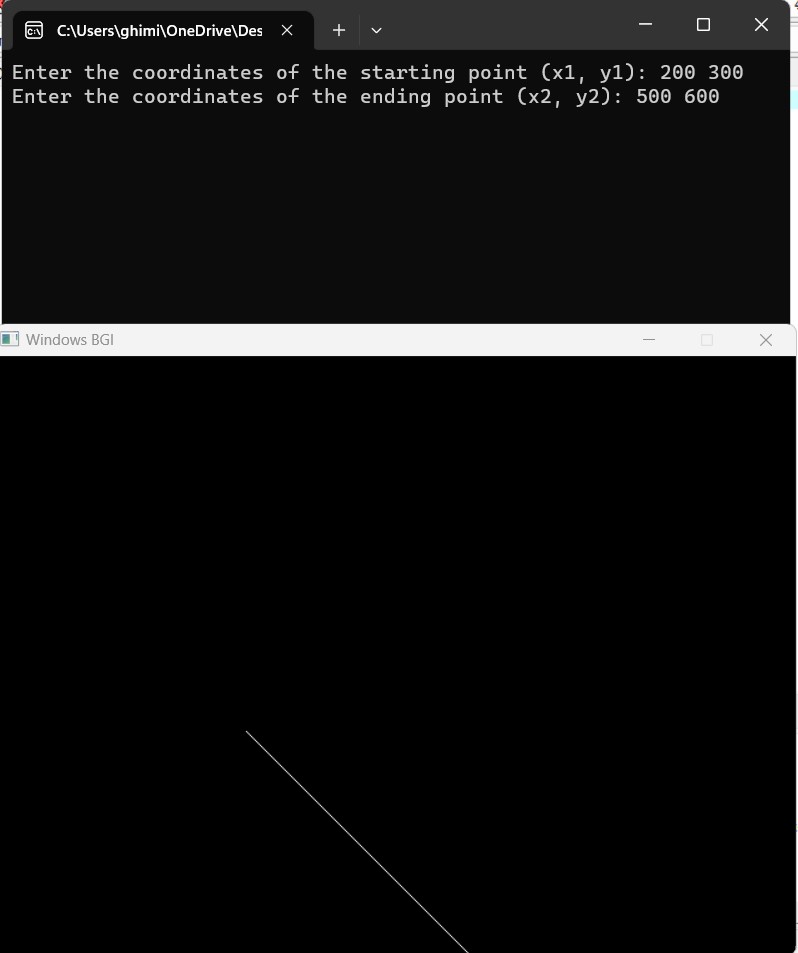 C:\Users\ghimi\OneDrive\Des
Enter the coordinates of the starting point (x1, y1): 200 300
Enter the coordinates of the ending point (x2, y2): 500 600
Windows BGI